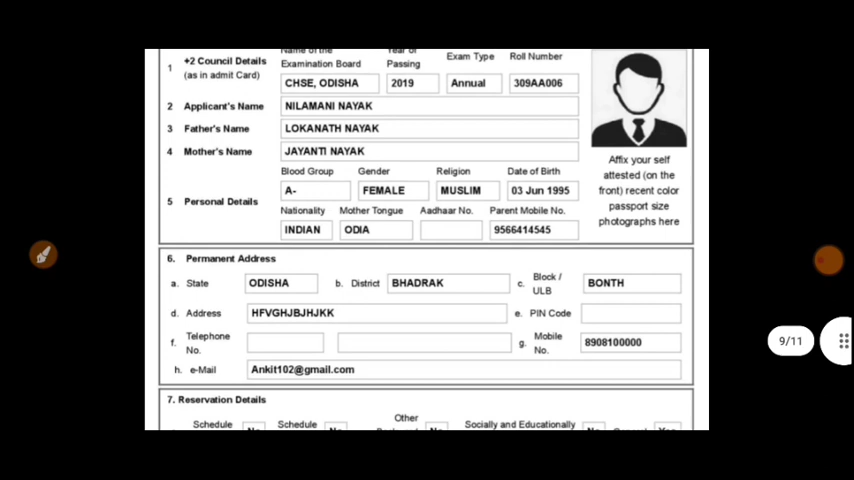 Name of the Year of
+2 Council Details Examination Board Passing Exam Type Roll Number
1 (as in admit Card)
CHSE, ODISHA 2019 Annual 309AA006
2 Applicant's Name NILAMANI NAYAK
3 Father's Name LOKANATH NAYAK
4 Mother's Name JAYANTI NAYAK
Affix your self
attested (on the
front) recent color
passport size
photographs here
Blood Group Gender Religion Date of Birth
A- FEMALE MUSLIM 03 Jun 1995
5 Personal Details
Nationality Mother Tongue Aadhaar No. Parent Mobile No.
INDIAN ODIA 9566414545
6. Permanent Address
a. State ODISHA b. District BHADRAK c. Block / ULB BONTH
d. Address HFVGHJBJHJKK e. PIN Code
f. Telephone No. g. Mobile No. 8908100000
h. e-Mail Ankit102@gmail.com
7. Reservation Details
Other
Schedule Schedule Socially and Educationally
9/11